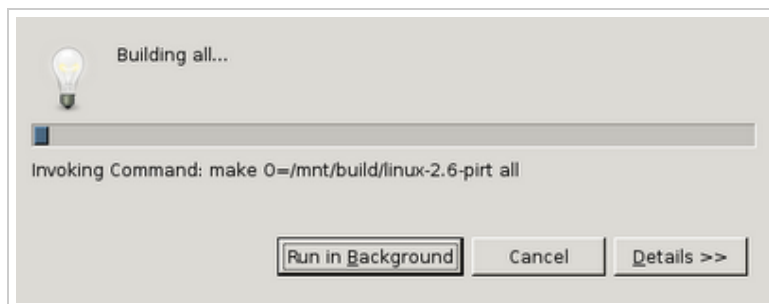 Building all...
Invoking Command: make O=/mnt/build/linux-2.6-pirt all
Run in Background
Cancel
Details >>